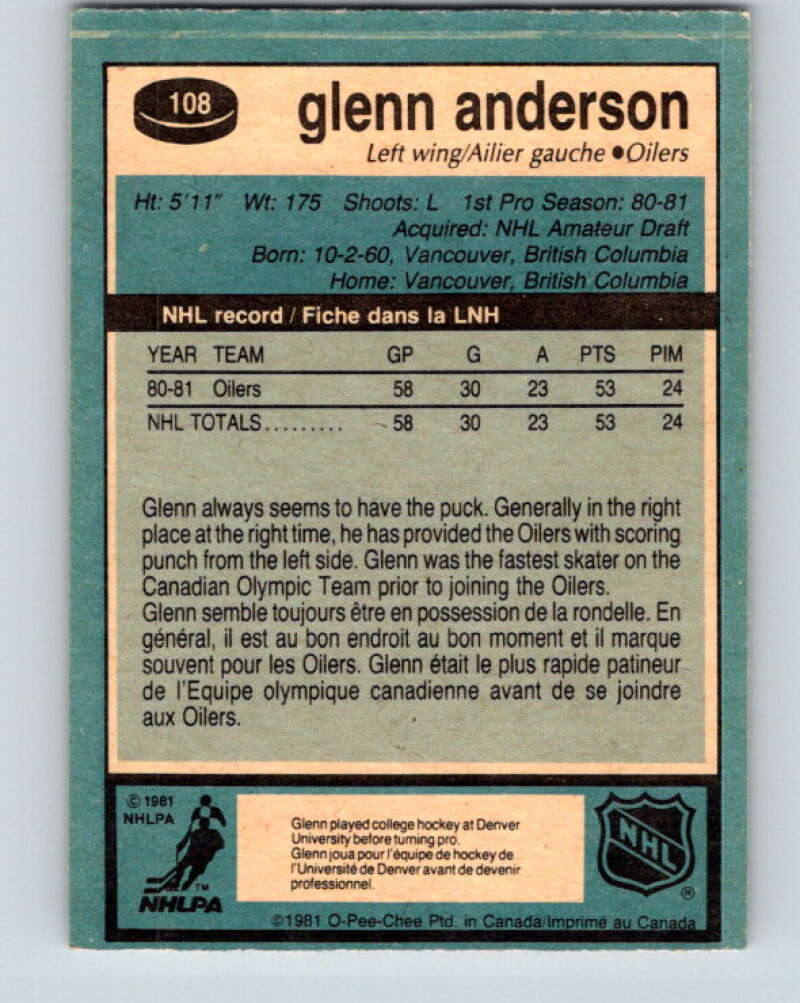 108
glenn anderson
Left wing/Ailier gauche ●Oilers
Ht: 5'11" Wt: 175 Shoots: L 1st Pro Season: 80-81
Acquired: NHL Amateur Draft
Born: 10-2-60, Vancouver, British Columbia
Home: Vancouver, British Columbia
NHL record / Fiche dans la LNH
YEAR TEAM GP G A PTS PIM
80-81 Oilers 58 30 23 53 24
NHL TOTALS......... 58 30 23 53 24
Glenn always seems to have the puck. Generally in the right
place at the right time, he has provided the Oilers with scoring
punch from the left side. Glenn was the fastest skater on the
Canadian Olympic Team prior to joining the Oilers.
Glenn semble toujours être en possession de la rondelle. En
général, il est au bon endroit au bon moment et il marque
souvent pour les Oilers. Glenn était le plus rapide patineur
de l'Equipe olympique canadienne avant de se joindre
aux Oilers.
© 1981
NHLPA
TM
NHLPA
Glenn played college hockey at Denver
University before turning pro.
Glenn joua pour l'équipe de hockey de
l'Université de Denver avant de devenir
professionnel.
NHL
®
©1981 O-Pee-Chee Ptd. in Canada/Imprimé au Canada